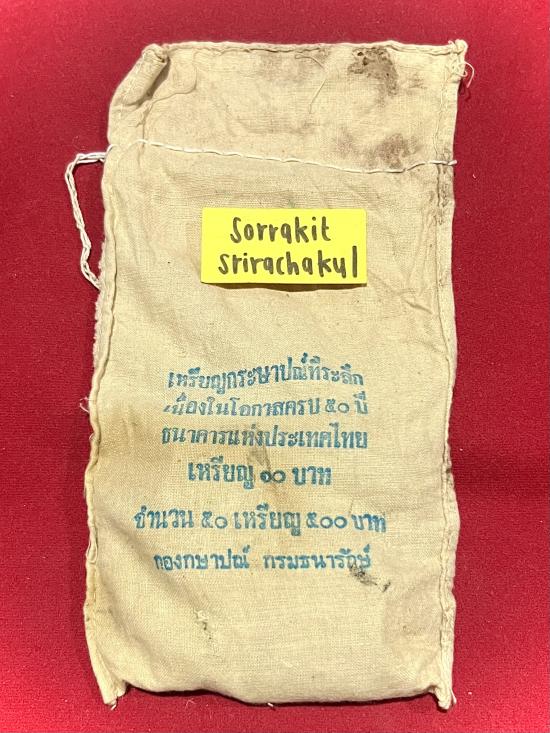 Sorrakit
Srirachakul
เหรียญกระษาปณ์ที่ระลึก
เนื่องในโอกาสครบ ๕๐ ปี
ธนาคารแห่งประเทศไทย
เหรียญ ๑๐ บาท
จำนวน ๕๐ เหรียญ ๕๐๐ บาท
กองกษาปณ์ กรมธนารักษ์